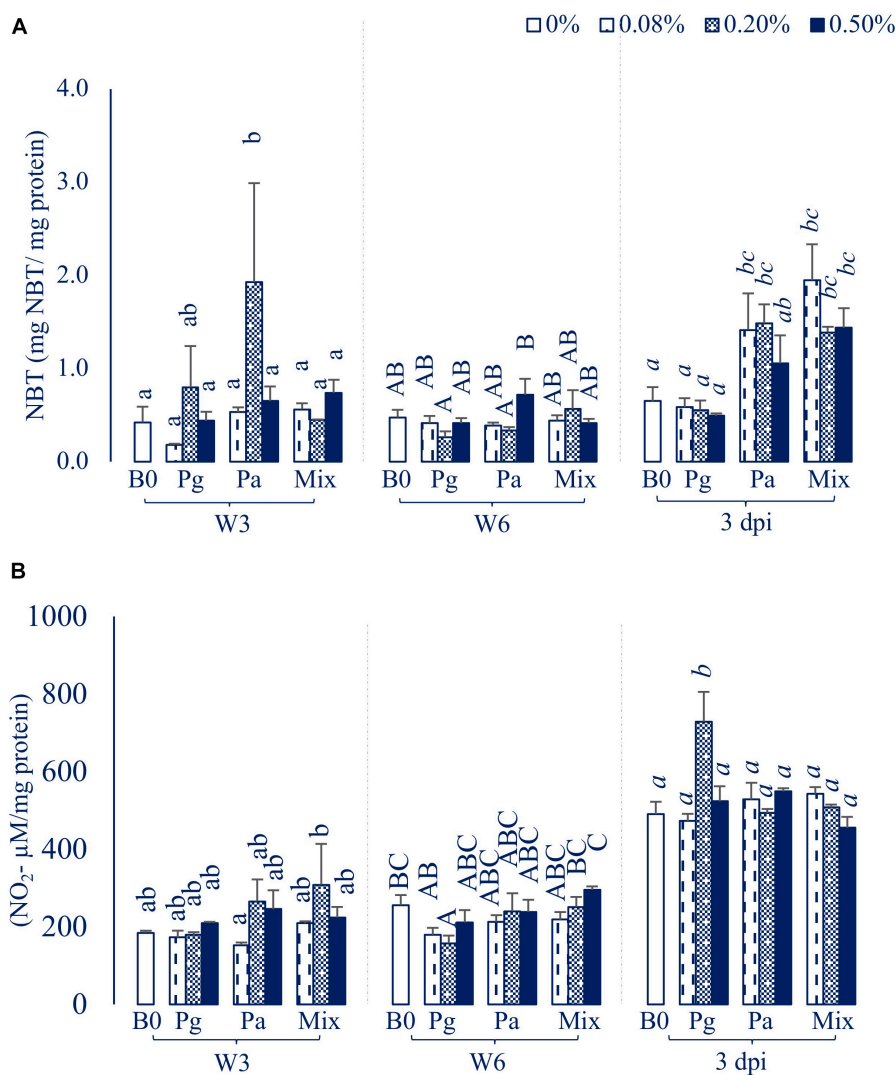 A
0% 0.08% 0.20% 0.50%
NBT (mg NBT/ mg protein)
4.0
3.0
2.0
1.0
0.0
a a ab a a b a a a a
AB AB A AB AB A B AB AB AB
a a a a bc bc ab bc bc bc
B0 Pg Pa Mix B0 Pg Pa Mix B0 Pg Pa Mix
W3 W6 3 dpi
B
(NO₂- µM/mg protein)
1000
800
600
400
200
0
ab ab ab ab a ab ab ab b ab
BC AB A ABC ABC ABC ABC ABC BC C
a a b a a a a a a a
B0 Pg Pa Mix B0 Pg Pa Mix B0 Pg Pa Mix
W3 W6 3 dpi